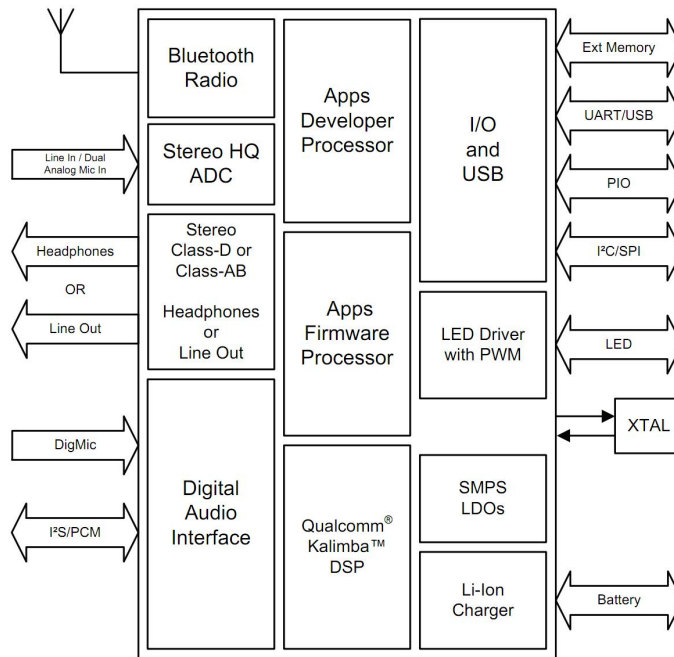 Bluetooth
Radio
Stereo HQ
ADC
Stereo
Class-D or
Class-AB
Headphones
or
Line Out
Digital
Audio
Interface
Apps
Developer
Processor
Apps
Firmware
Processor
Qualcomm®
Kalimba™
DSP
I/O
and
USB
LED Driver
with PWM
SMPS
LDOs
Li-Ion
Charger
Line In / Dual
Analog Mic In
Headphones
OR
Line Out
DigMic
I²S/PCM
Ext Memory
UART/USB
PIO
I²C/SPI
LED
XTAL
Battery